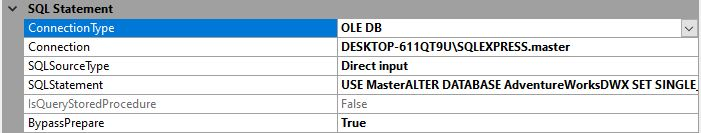 SQL Statement
ConnectionType OLE DB
Connection DESKTOP-611QT9U\SQLEXPRESS.master
SQLSourceType Direct input
SQLStatement USE MasterALTER DATABASE AdventureWorksDWX SET SINGLE_
IsQueryStoredProcedure False
BypassPrepare True